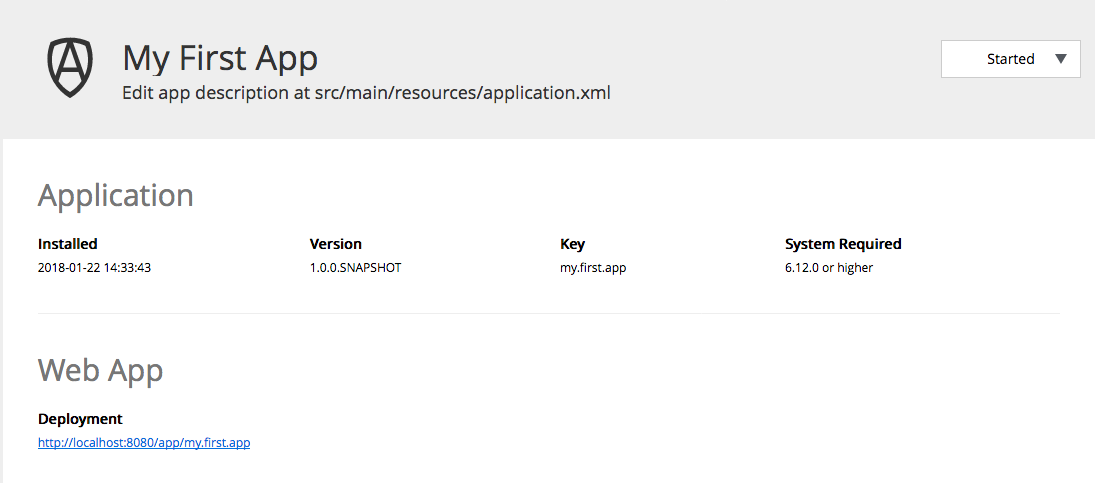 My First App
Edit app description at src/main/resources/application.xml
Started
Application
Installed
Version
Key
System Required
2018-01-22 14:33:43
1.0.0.SNAPSHOT
my.first.app
6.12.0 or higher
Web App
Deployment
http://localhost:8080/app/my.first.app